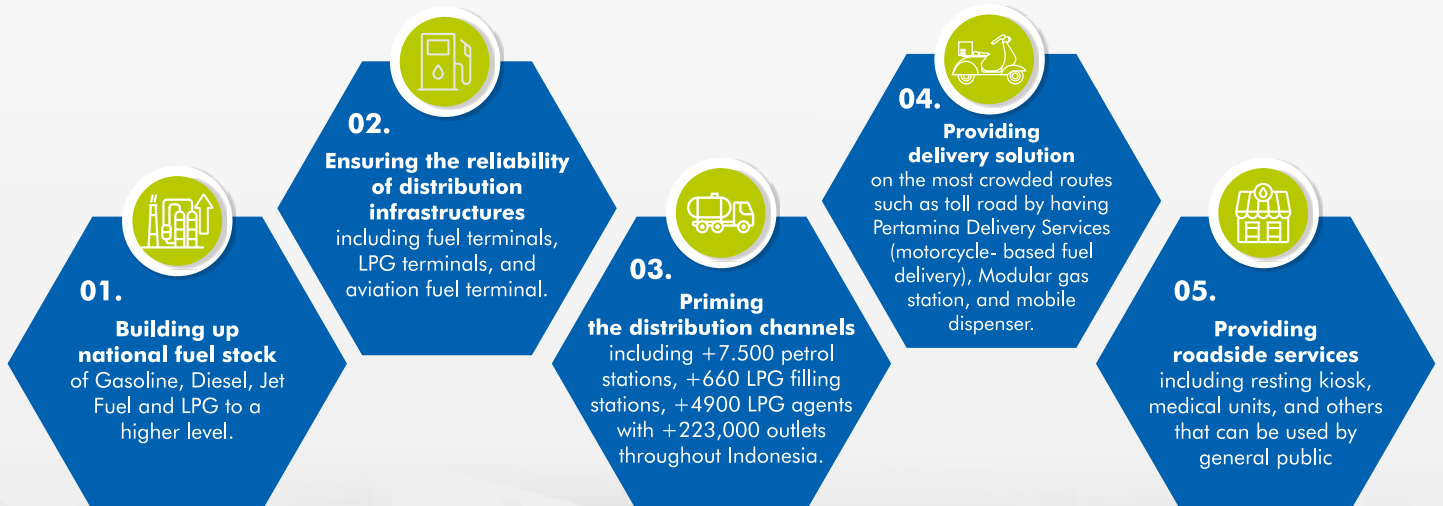 01.
Building up
national fuel stock
of Gasoline, Diesel, Jet
Fuel and LPG to a
higher level.
02.
Ensuring the reliability
of distribution
infrastructures
including fuel terminals,
LPG terminals, and
aviation fuel terminal.
03.
Priming
the distribution channels
including +7.500 petrol
stations, +660 LPG filling
stations, +4900 LPG agents
with +223,000 outlets
throughout Indonesia.
04.
Providing
delivery solution
on the most crowded routes
such as toll road by having
Pertamina Delivery Services
(motorcycle- based fuel
delivery), Modular gas
station, and mobile
dispenser.
05.
Providing
roadside services
including resting kiosk,
medical units, and others
that can be used by
general public